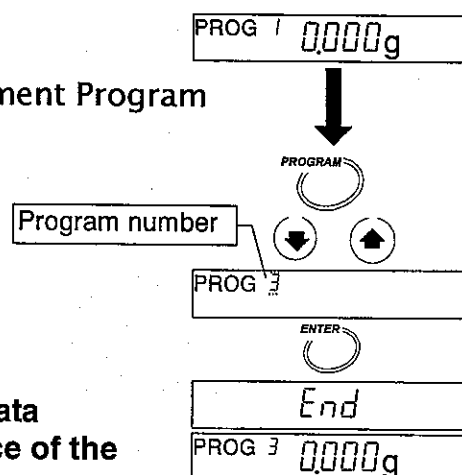 PROG 1 0.000g
ment Program
PROGRAM
Program number
PROG 3
ENTER
End
ata
PROG 3 0.000g
ce of the